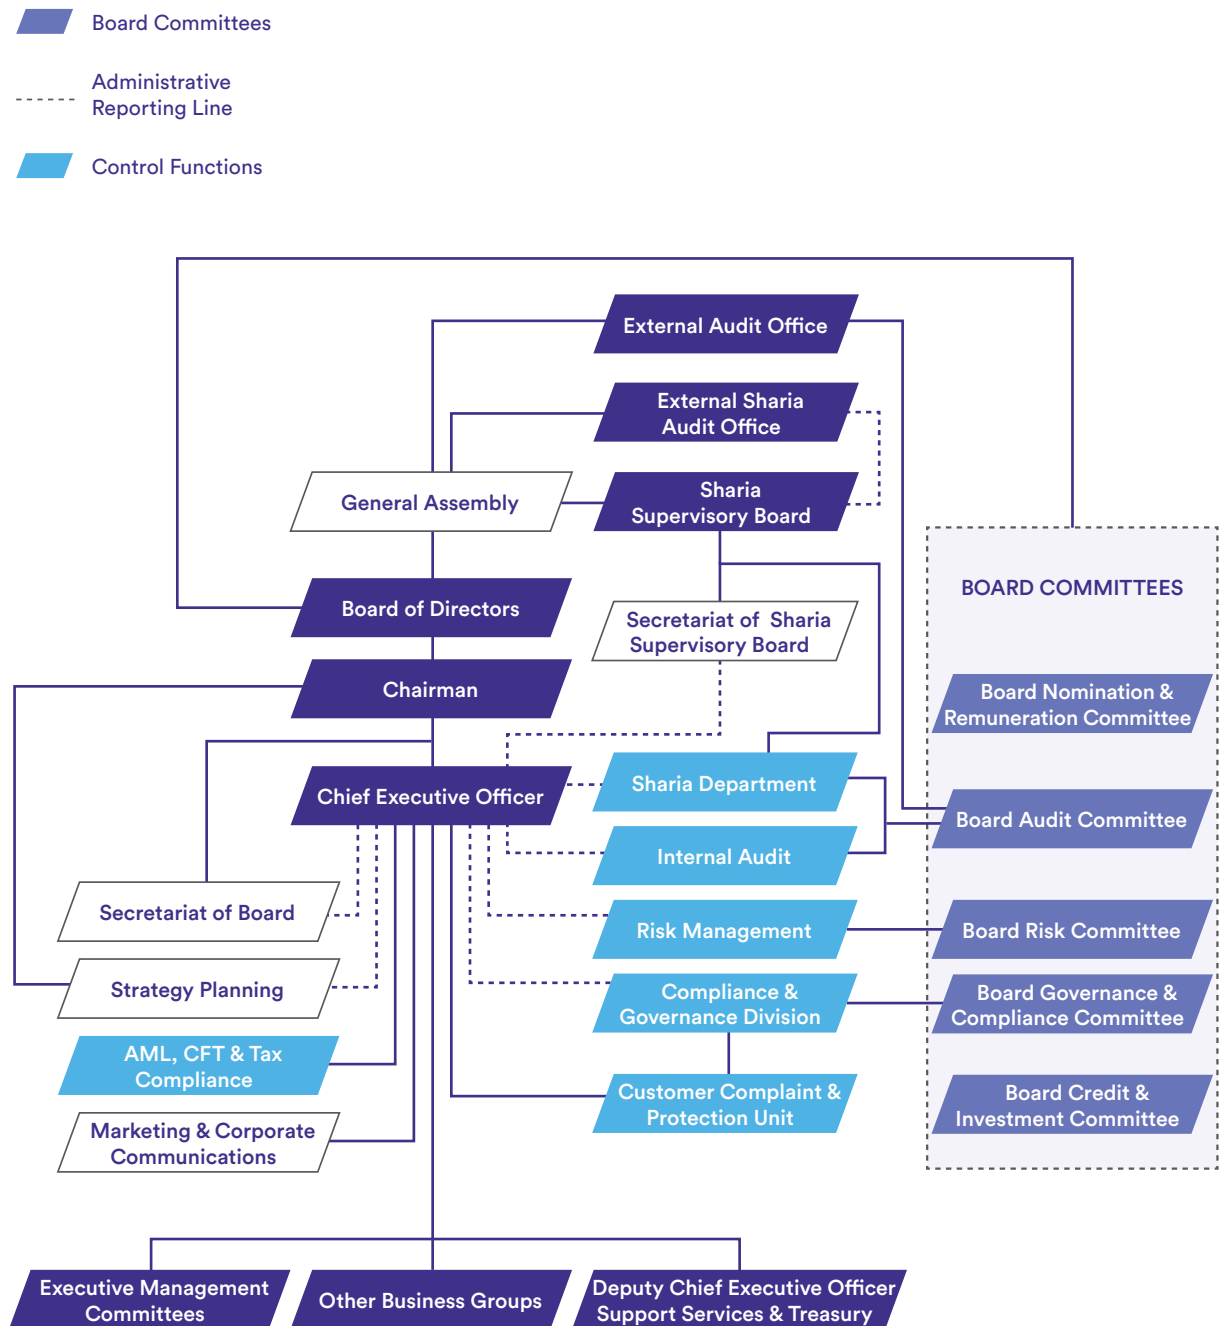 Board Committees
Administrative
Reporting Line
Control Functions
External Audit Office
External Sharia
Audit Office
General Assembly
Sharia
Supervisory Board
Board of Directors
Secretariat of Sharia
Supervisory Board
BOARD COMMITTEES
Chairman
Board Nomination &
Remuneration Committee
Chief Executive Officer
Sharia Department
Board Audit Committee
Internal Audit
Secretariat of Board
Risk Management
Board Risk Committee
Strategy Planning
Compliance &
Governance Division
Board Governance &
Compliance Committee
AML, CFT & Tax
Compliance
Customer Complaint &
Protection Unit
Board Credit &
Investment Committee
Marketing & Corporate
Communications
Executive Management
Committees
Other Business Groups
Deputy Chief Executive Officer
Support Services & Treasury